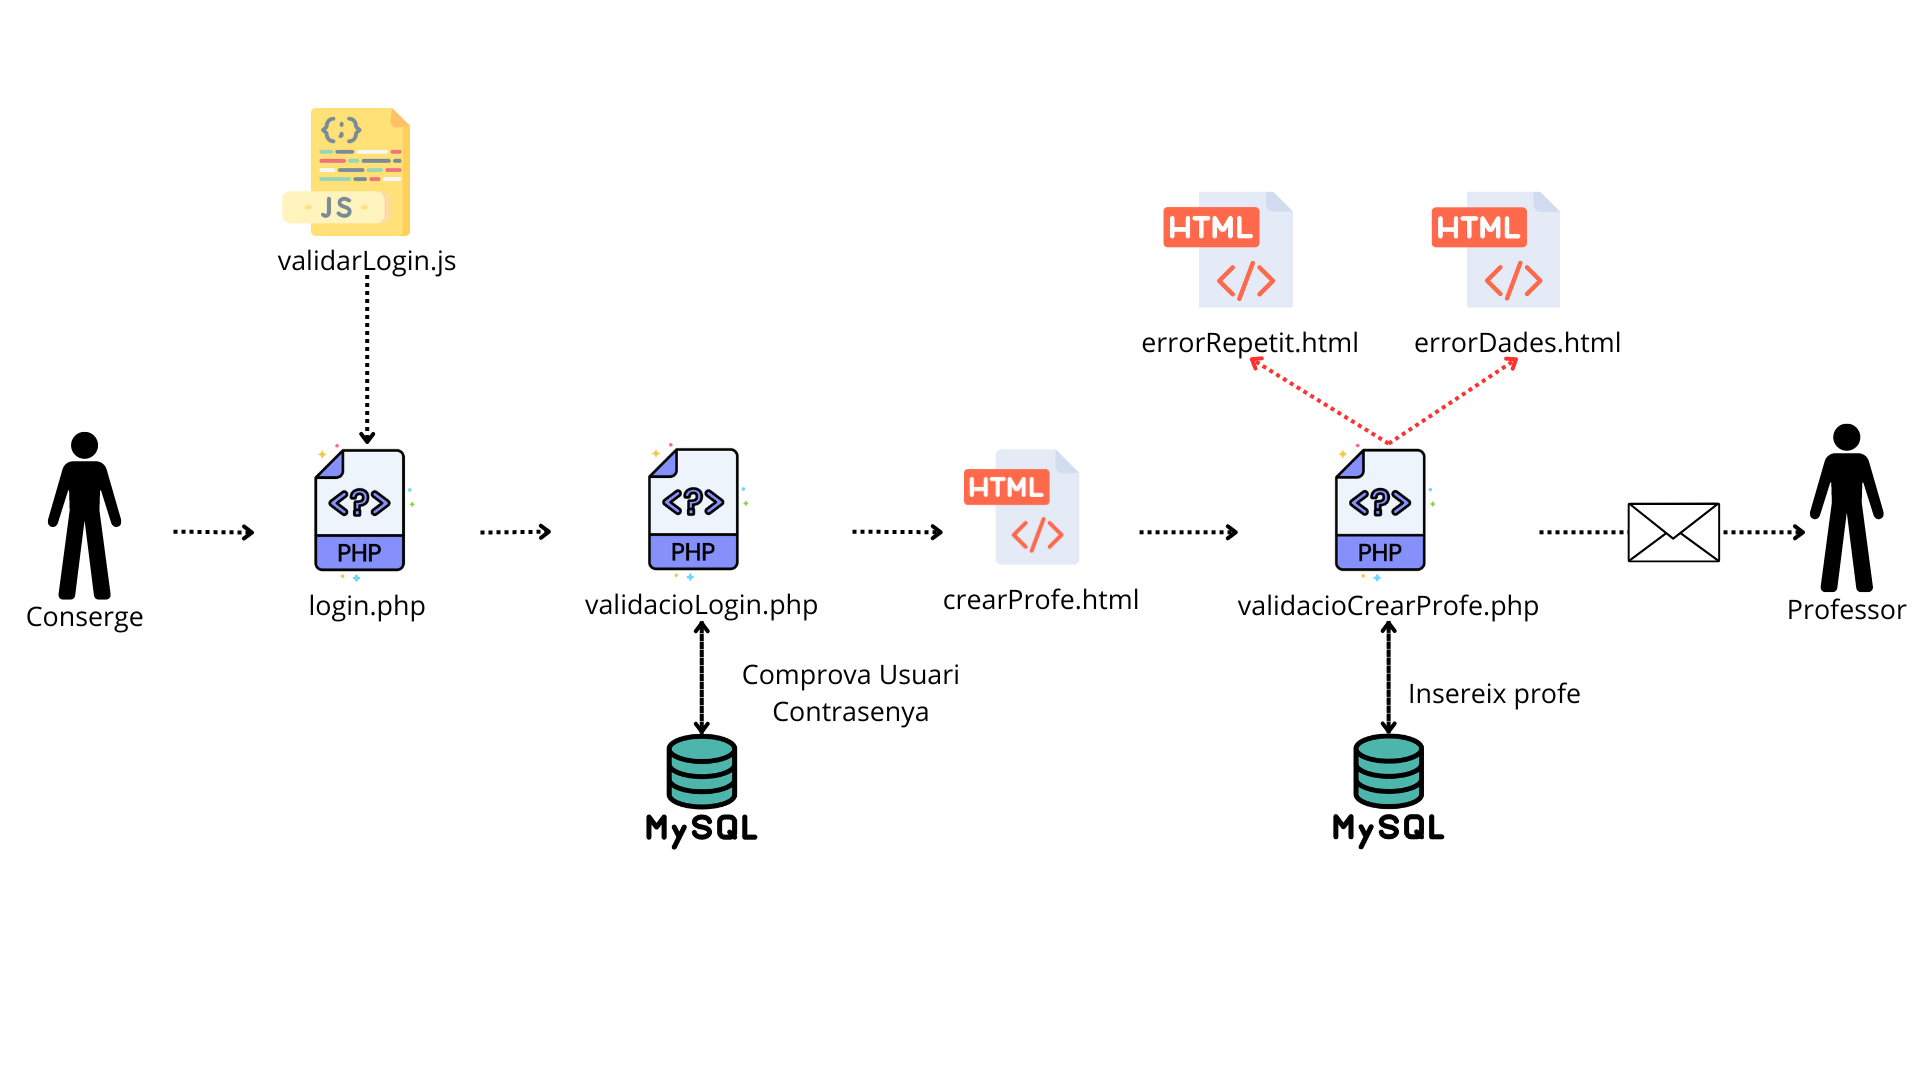 {;}
JS
validarLogin.js
HTML
</>
errorRepetit.html
HTML
</>
errorDades.html
Conserge
<?>
PHP
login.php
<?>
PHP
validacioLogin.php
HTML
</>
crearProfe.html
<?>
PHP
validacioCrearProfe.php
Professor
Comprova Usuari
Contrasenya
MySQL
Insereix profe
MySQL